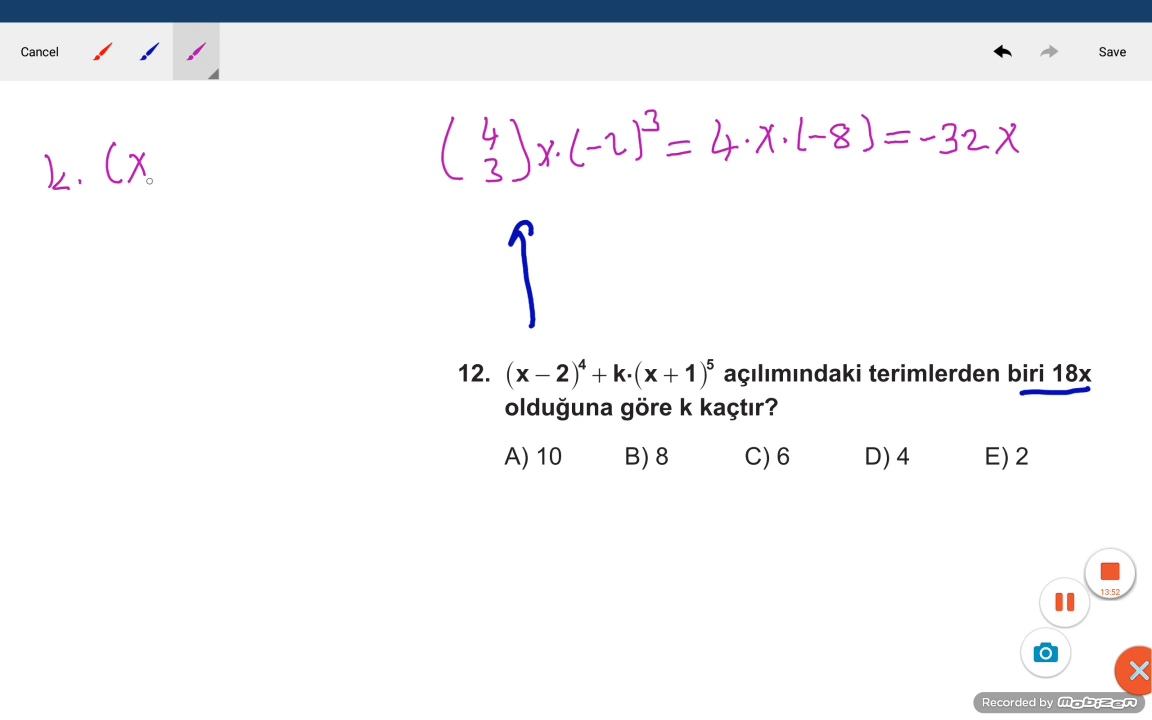 Cancel Save
(4 3) x.(-2)^3 = 4.x.(-8) = -32x
k. (x
12. (x – 2)^4 + k·(x + 1)^5 açılımındaki terimlerden biri 18x
olduğuna göre k kaçtır?
A) 10 B) 8 C) 6 D) 4 E) 2
13:52
Recorded by mobizen